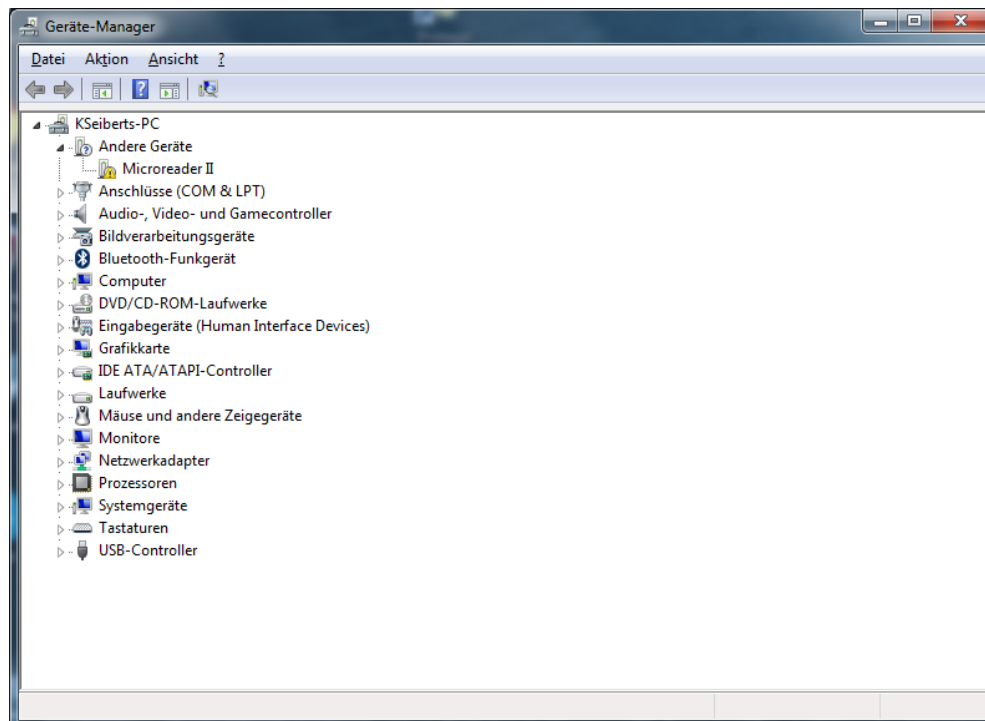 Geräte-Manager
Datei Aktion Ansicht ?
KSeiberts-PC
Andere Geräte
Microreader II
Anschlüsse (COM & LPT)
Audio-, Video- und Gamecontroller
Bildverarbeitungsgeräte
Bluetooth-Funkgerät
Computer
DVD/CD-ROM-Laufwerke
Eingabegeräte (Human Interface Devices)
Grafikkarte
IDE ATA/ATAPI-Controller
Laufwerke
Mäuse und andere Zeigegeräte
Monitore
Netzwerkadapter
Prozessoren
Systemgeräte
Tastaturen
USB-Controller